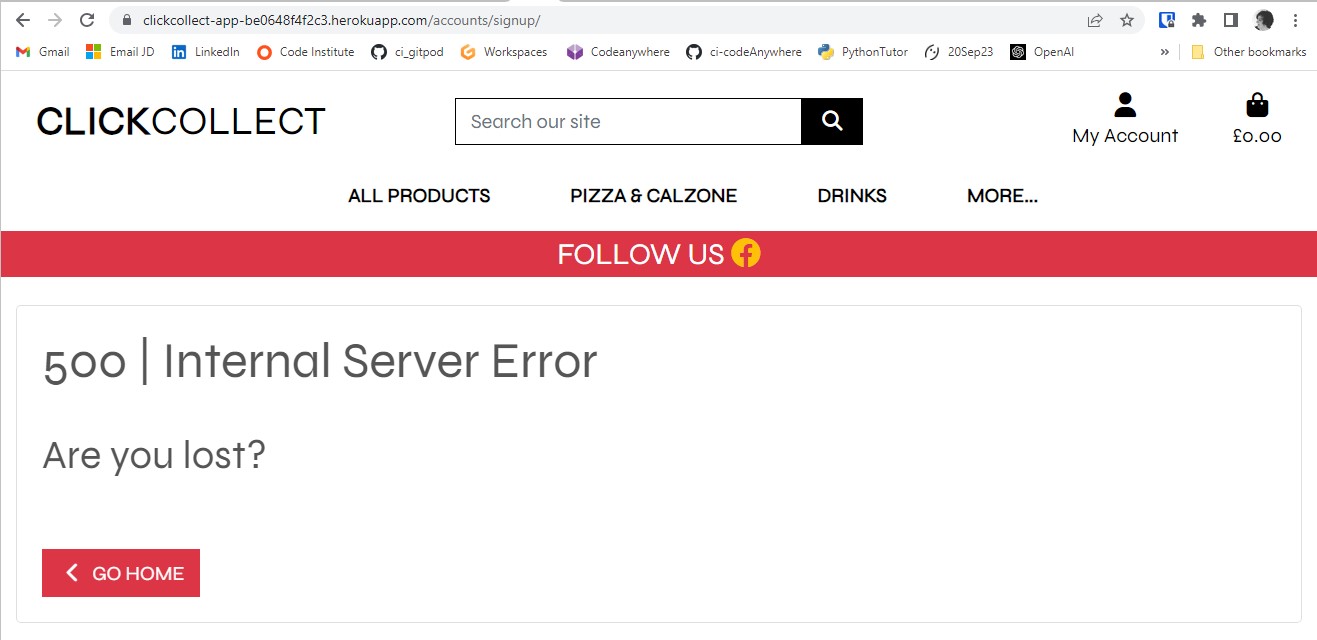 clickcollect-app-be0648f4f2c3.herokuapp.com/accounts/signup/
Gmail Email JD LinkedIn Code Institute ci_gitpod Workspaces Codeanywhere ci-codeAnywhere PythonTutor 20Sep23 OpenAI » Other bookmarks
CLICKCOLLECT
Search our site
My Account
£0.00
ALL PRODUCTS PIZZA & CALZONE DRINKS MORE...
FOLLOW US
500 | Internal Server Error
Are you lost?
GO HOME